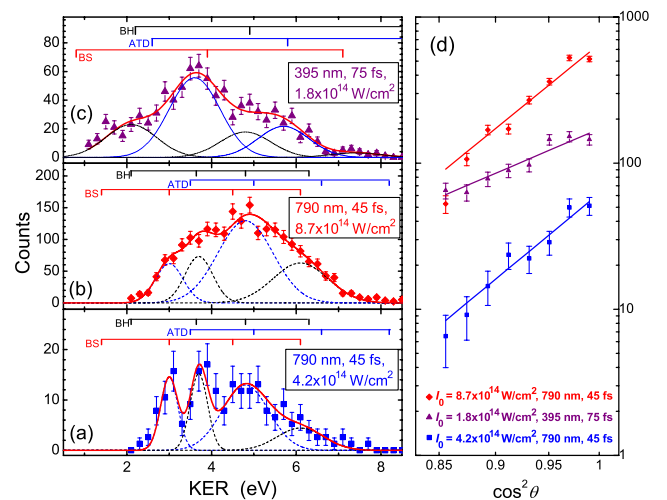 BH
ATD
BS
80
60
40
20
0
395 nm, 75 fs,
1.8x10¹⁴ W/cm²
(c)
BH
ATD
BS
200
150
100
50
0
790 nm, 45 fs,
8.7x10¹⁴ W/cm²
(b)
Counts
BH
ATD
BS
20
10
0
790 nm, 45 fs,
4.2x10¹⁴ W/cm²
(a)
2
4
6
8
KER (eV)
(d)
1000
100
10
1
I₀ = 8.7x10¹⁴ W/cm², 790 nm, 45 fs
I₀ = 1.8x10¹⁴ W/cm², 395 nm, 75 fs
I₀ = 4.2x10¹⁴ W/cm², 790 nm, 45 fs
0.85
0.9
0.95
1
cos²θ